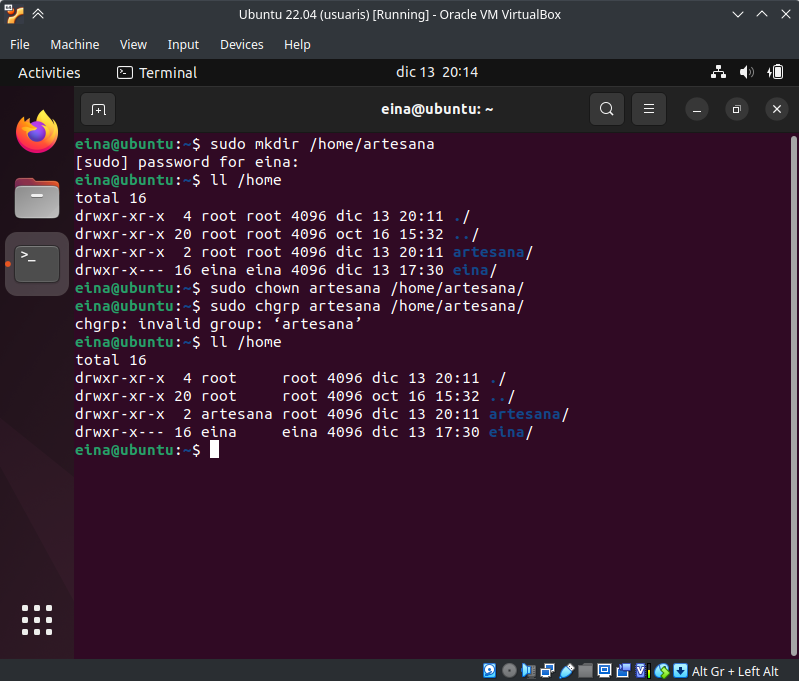 Ubuntu 22.04 (usuaris) [Running] - Oracle VM VirtualBox
File Machine View Input Devices Help
Activities Terminal dic 13 20:14
eina@ubuntu: ~
eina@ubuntu:~$ sudo mkdir /home/artesana
[sudo] password for eina:
eina@ubuntu:~$ ll /home
total 16
drwxr-xr-x  4 root root 4096 dic 13 20:11 ./
drwxr-xr-x 20 root root 4096 oct 16 15:32 ../
drwxr-xr-x  2 root root 4096 dic 13 20:11 artesana/
drwxr-x--- 16 eina eina 4096 dic 13 17:30 eina/
eina@ubuntu:~$ sudo chown artesana /home/artesana/
eina@ubuntu:~$ sudo chgrp artesana /home/artesana/
chgrp: invalid group: ‘artesana’
eina@ubuntu:~$ ll /home
total 16
drwxr-xr-x  4 root     root 4096 dic 13 20:11 ./
drwxr-xr-x 20 root     root 4096 oct 16 15:32 ../
drwxr-xr-x  2 artesana root 4096 dic 13 20:11 artesana/
drwxr-x--- 16 eina     eina 4096 dic 13 17:30 eina/
eina@ubuntu:~$
Alt Gr + Left Alt